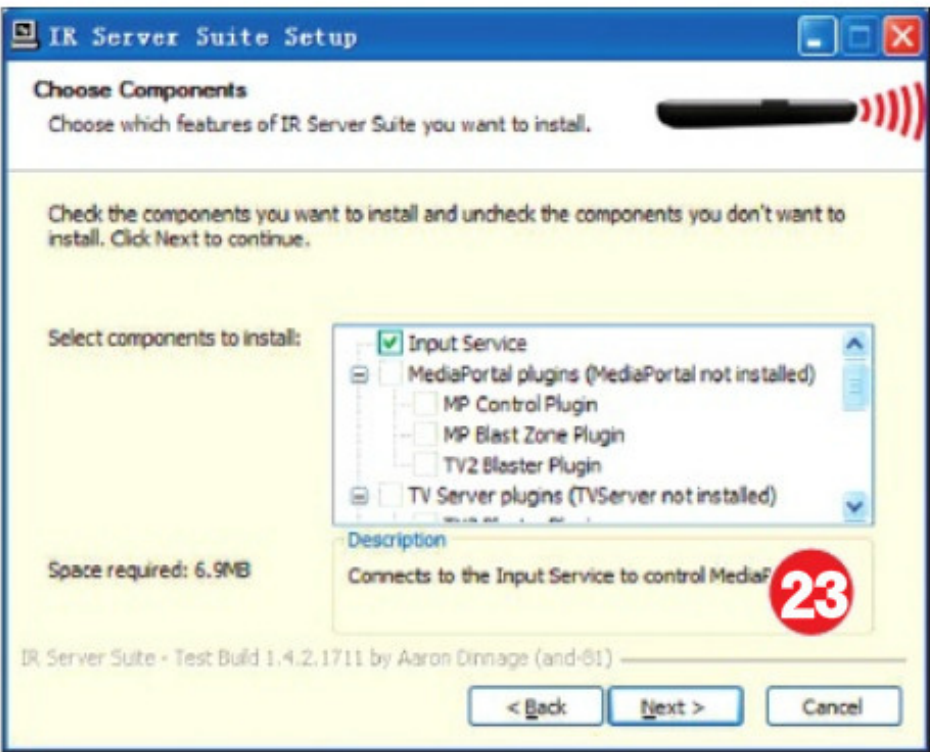 IR Server Suite Setup
Choose Components
Choose which features of IR Server Suite you want to install.
Check the components you want to install and uncheck the components you don't want to
install. Click Next to continue.
Select components to install:
Input Service
MediaPortal plugins (MediaPortal not installed)
MP Control Plugin
MP Blast Zone Plugin
TV2 Blaster Plugin
TV Server plugins (TVServer not installed)
Description
Space required: 6.9MB
Connects to the Input Service to control
23
IR Server Suite - Test Build 1.4.2.1711 by Aaron Dinnage (and-81)
< Back
Next >
Cancel